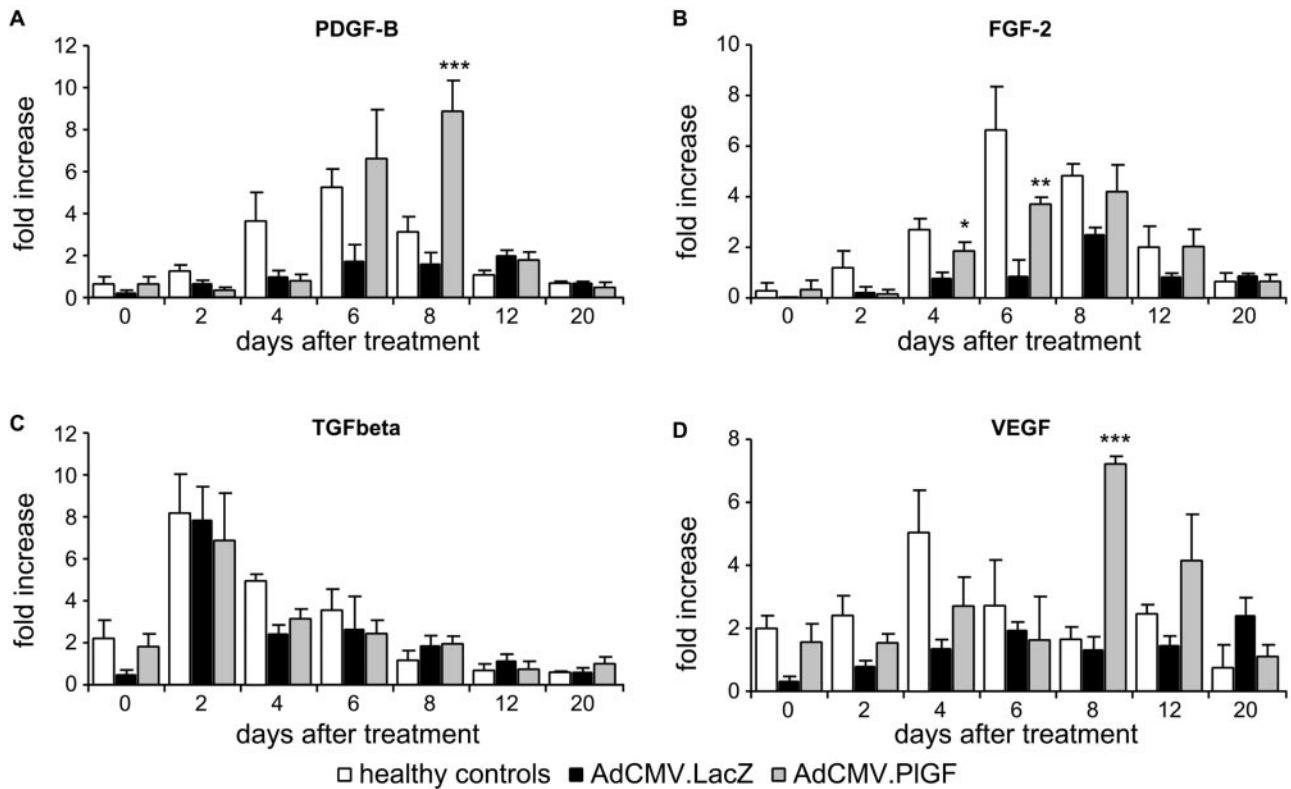 A
PDGF-B
12
10
8
6
4
2
0
fold increase
***
0 2 4 6 8 12 20
days after treatment
B
FGF-2
10
8
6
4
2
0
fold increase
* ** 
0 2 4 6 8 12 20
days after treatment
C
TGFbeta
12
10
8
6
4
2
0
fold increase
0 2 4 6 8 12 20
days after treatment
D
VEGF
8
6
4
2
0
fold increase
***
0 2 4 6 8 12 20
days after treatment
healthy controls AdCMV.LacZ AdCMV.PlGF